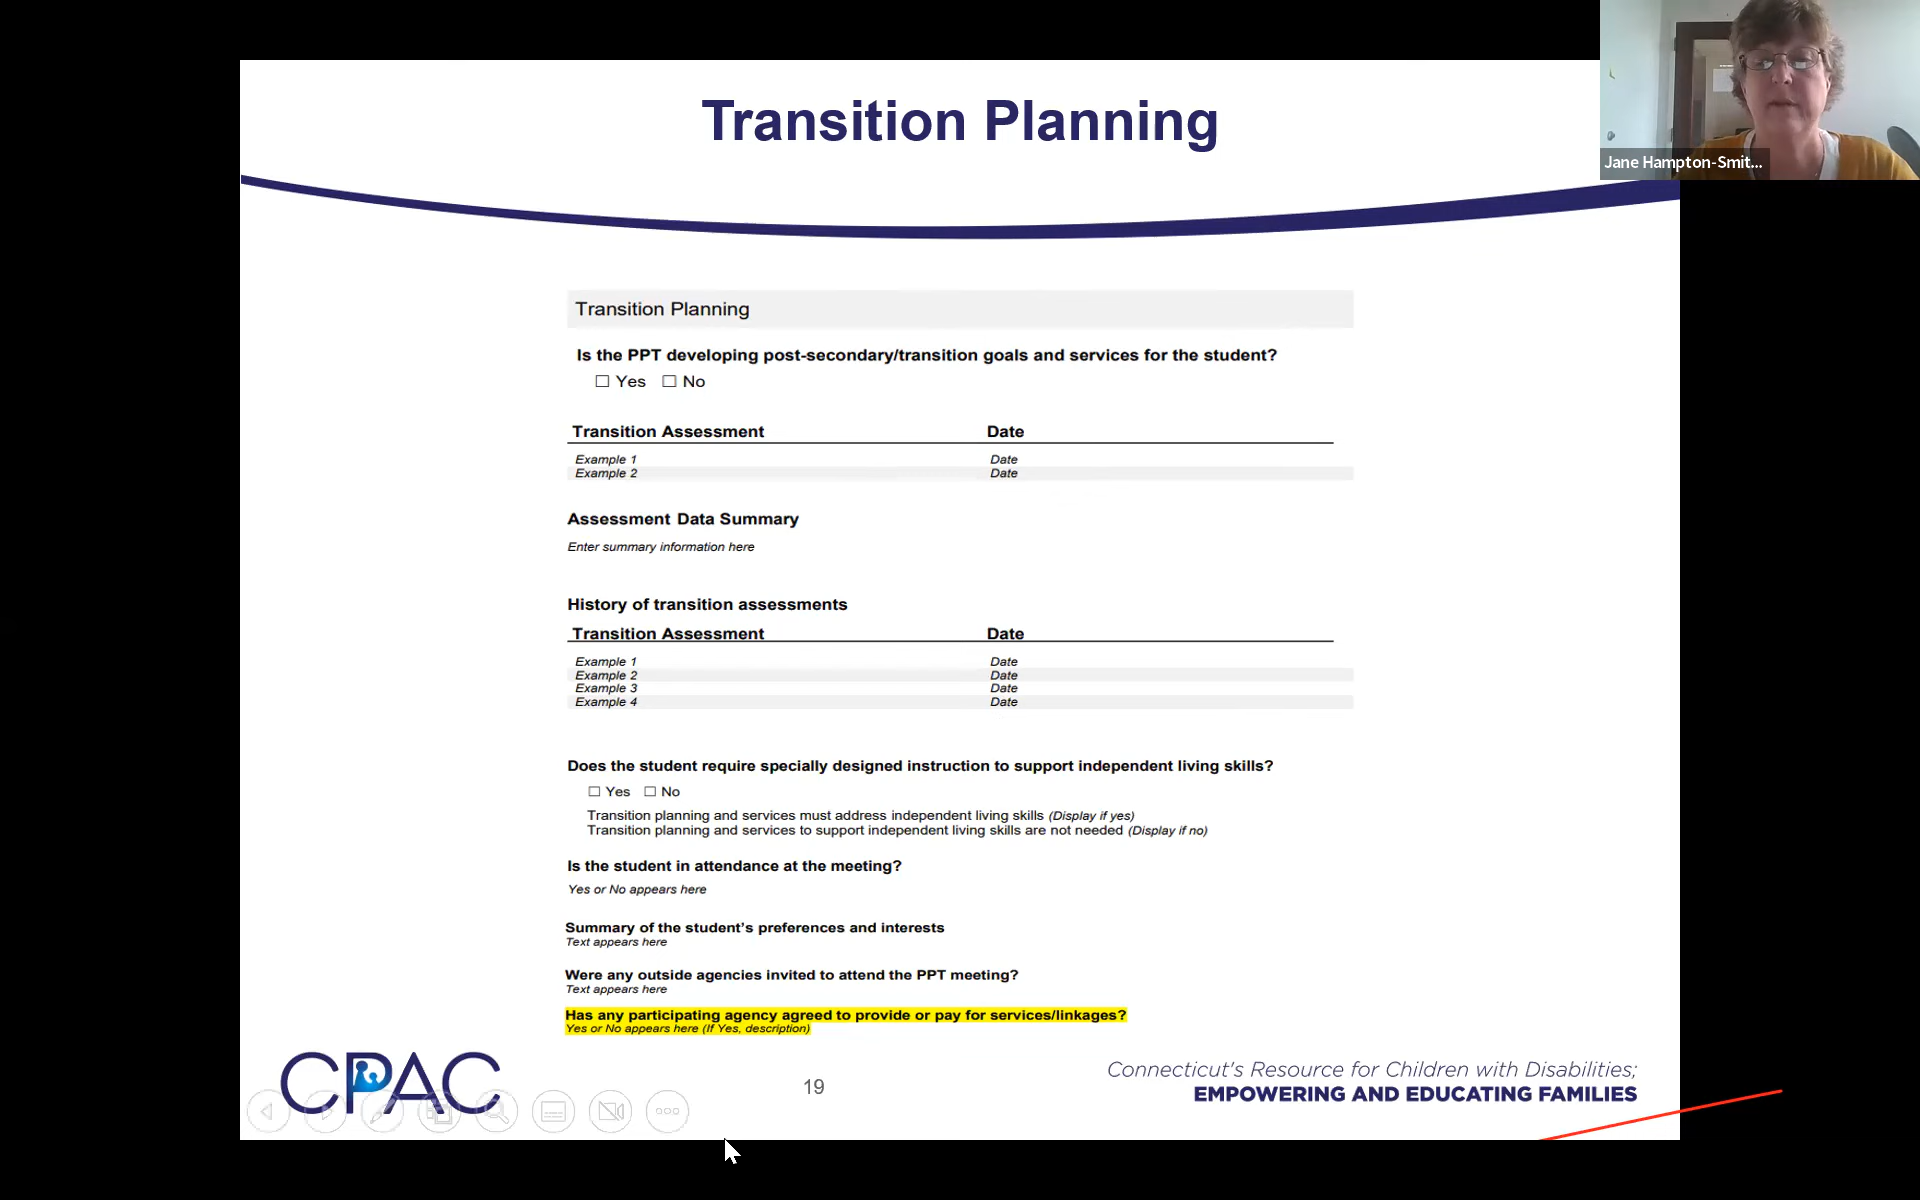 Transition Planning
Jane Hampton-Smit...
Transition Planning
Is the PPT developing post-secondary/transition goals and services for the student?
☐ Yes ☐ No
Transition Assessment Date
Example 1 Date
Example 2 Date
Assessment Data Summary
Enter summary information here
History of transition assessments
Transition Assessment Date
Example 1 Date
Example 2 Date
Example 3 Date
Example 4 Date
Does the student require specially designed instruction to support independent living skills?
☐ Yes ☐ No
Transition planning and services must address independent living skills (Display if yes)
Transition planning and services to support independent living skills are not needed (Display if no)
Is the student in attendance at the meeting?
Yes or No appears here
Summary of the student's preferences and interests
Text appears here
Were any outside agencies invited to attend the PPT meeting?
Text appears here
Has any participating agency agreed to provide or pay for services/linkages?
Yes or No appears here (If Yes, description)
CPAC
19
Connecticut's Resource for Children with Disabilities;
EMPOWERING AND EDUCATING FAMILIES